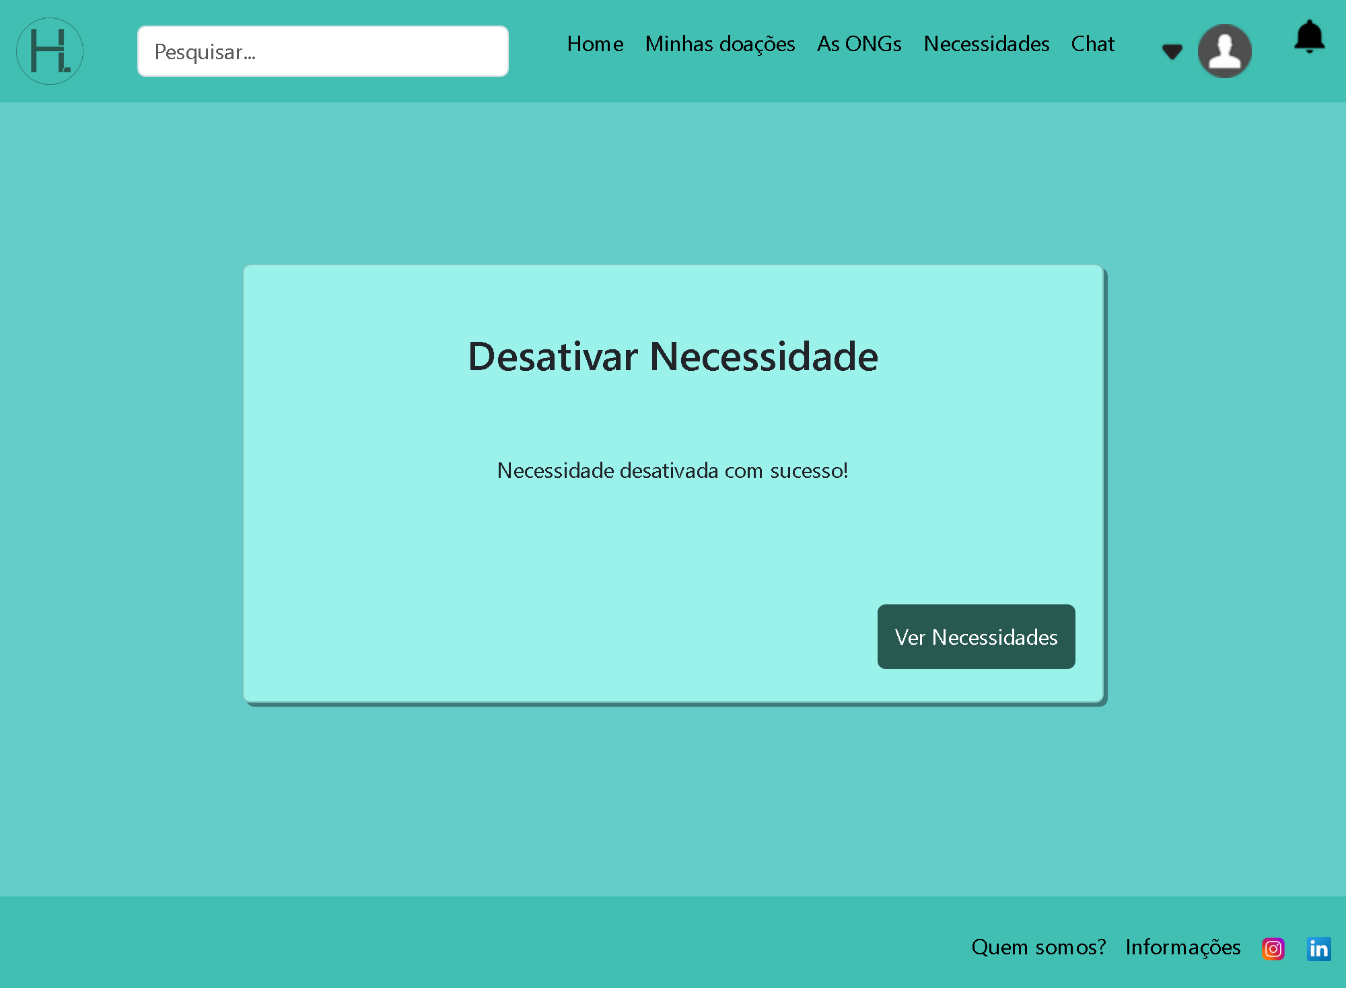 H.
Pesquisar...
Home Minhas doações As ONGs Necessidades Chat
Desativar Necessidade
Necessidade desativada com sucesso!
Ver Necessidades
Quem somos? Informações in